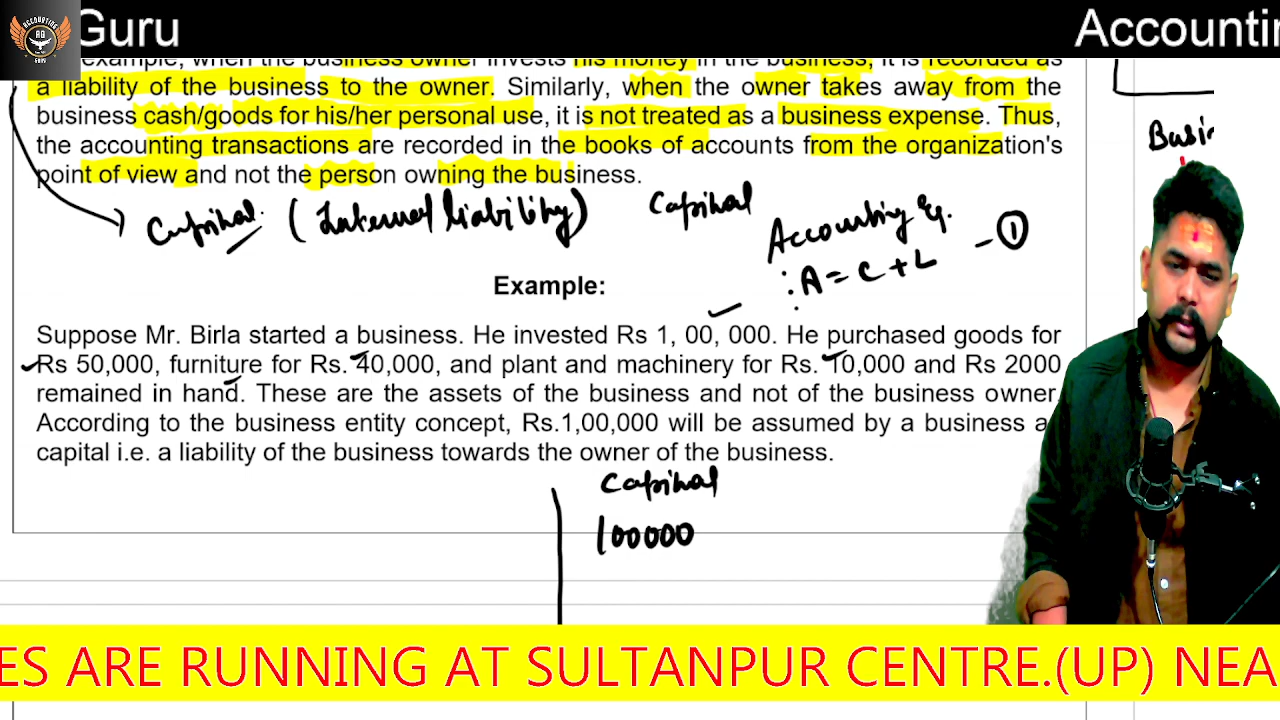 Guru
Accountin
ACCOUNTING
AG
GURU
example, when the business owner invests his money in the business, it is recorded as
a liability of the business to the owner. Similarly, when the owner takes away from the
business cash/goods for his/her personal use, it is not treated as a business expense. Thus,
the accounting transactions are recorded in the books of accounts from the organization's
point of view and not the person owning the business.
Busin
Capital (Internal liability)
Capital
Accounting Eq.
A = C + L - ①
Example:
Suppose Mr. Birla started a business. He invested Rs 1, 00, 000. He purchased goods for
Rs 50,000, furniture for Rs. 40,000, and plant and machinery for Rs. 10,000 and Rs 2000
remained in hand. These are the assets of the business and not of the business owner.
According to the business entity concept, Rs.1,00,000 will be assumed by a business a
capital i.e. a liability of the business towards the owner of the business.
Capital
100000
ES ARE RUNNING AT SULTANPUR CENTRE.(UP) NEA